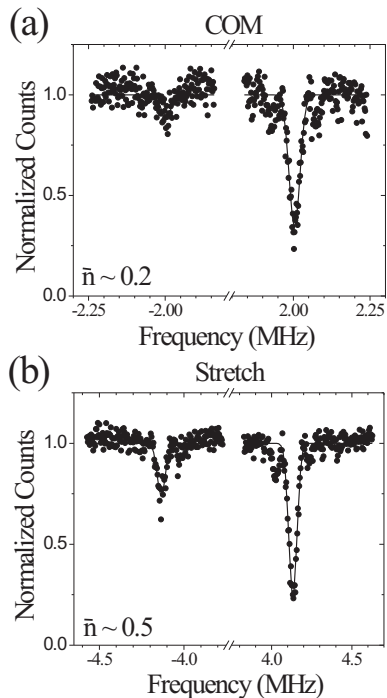 (a)
COM
Normalized Counts
1.0
0.5
0.0
n̄ ~ 0.2
-2.25
-2.00
//
2.00
2.25
Frequency (MHz)
(b)
Stretch
Normalized Counts
1.0
0.5
0.0
n̄ ~ 0.5
-4.5
-4.0
//
4.0
4.5
Frequency (MHz)